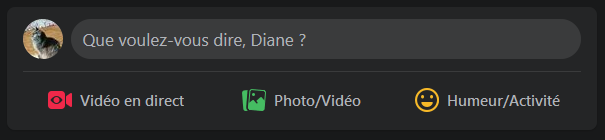 Que voulez-vous dire, Diane ?
Vidéo en direct
Photo/Vidéo
Humeur/Activité